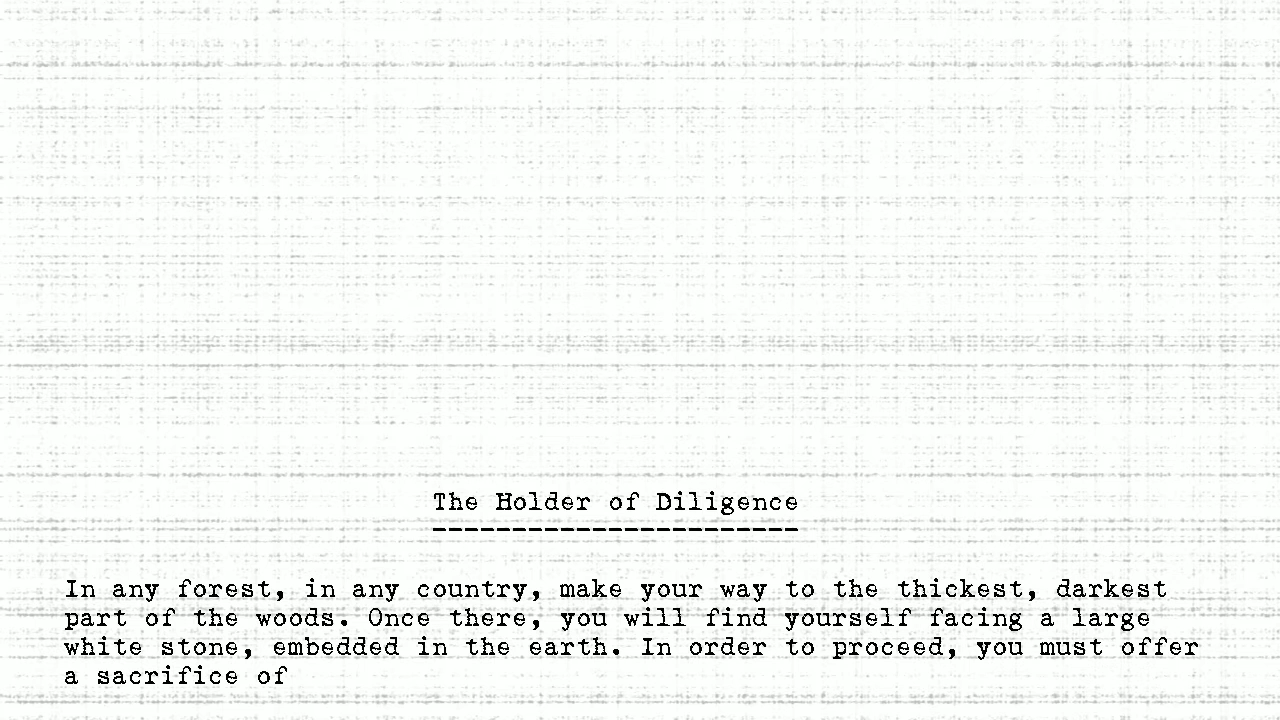 The Holder of Diligence
-----------------------
In any forest, in any country, make your way to the thickest, darkest
part of the woods. Once there, you will find yourself facing a large
white stone, embedded in the earth. In order to proceed, you must offer
a sacrifice of